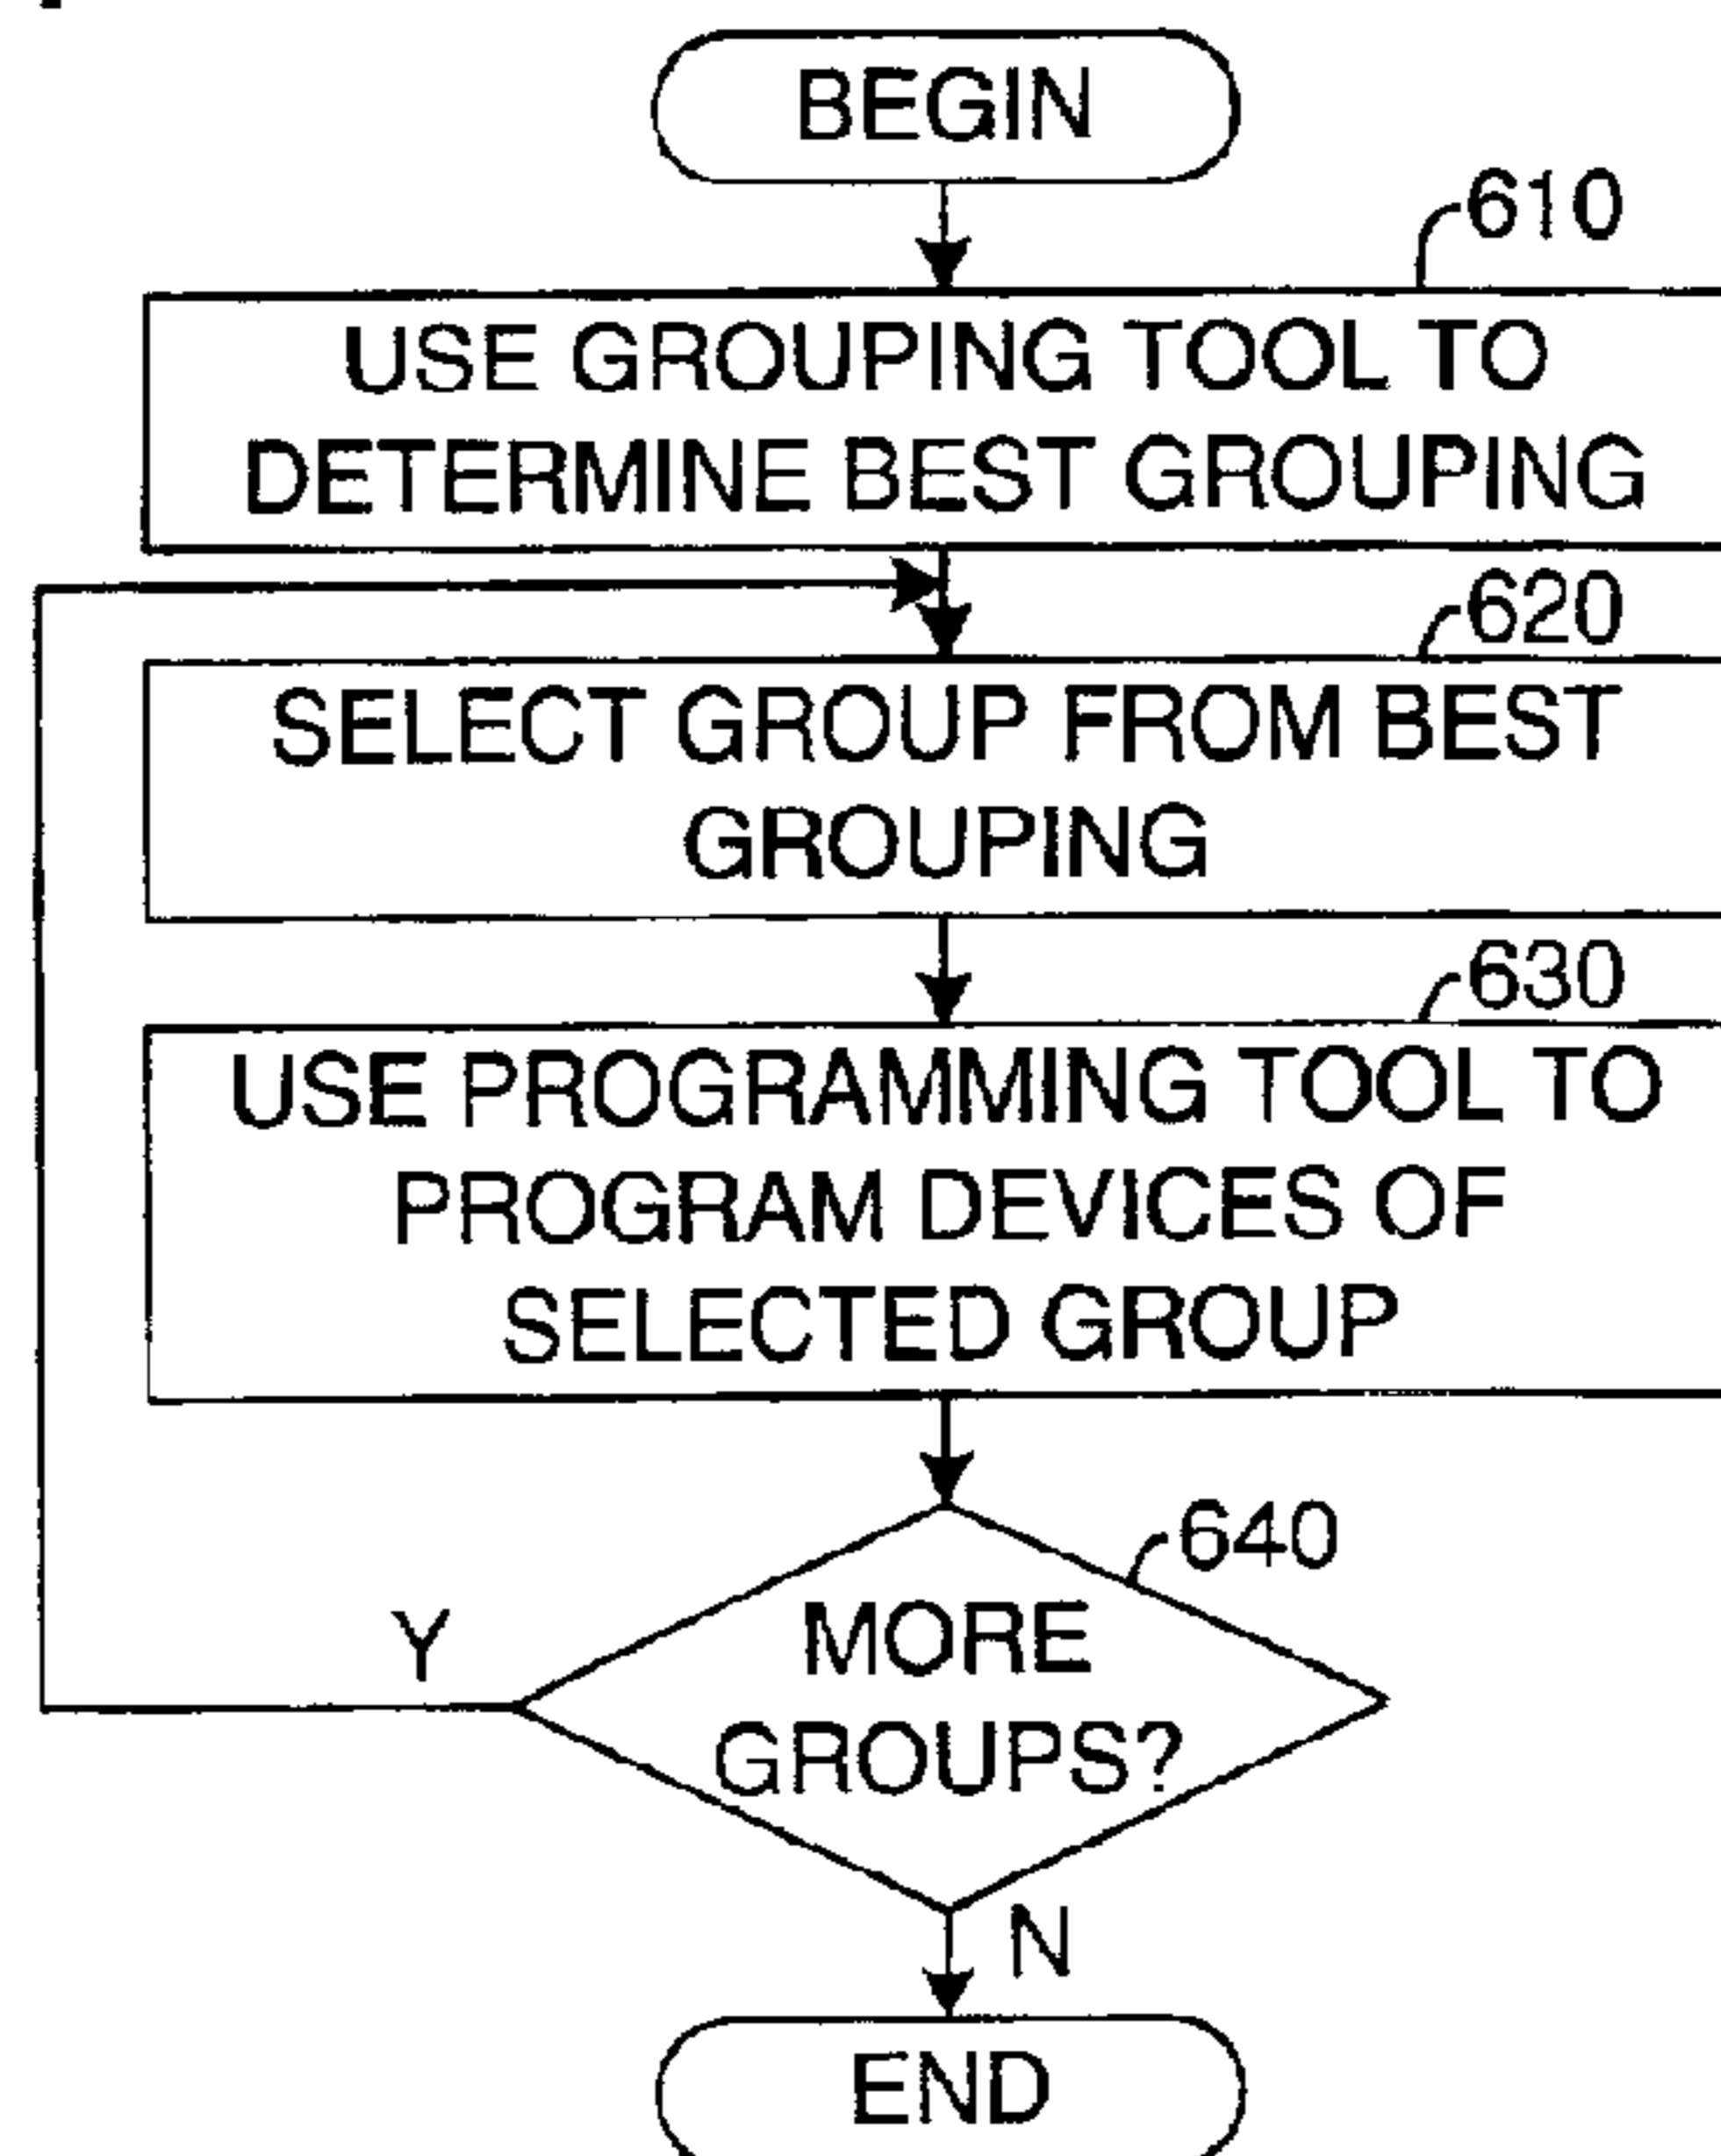 BEGIN
610
USE GROUPING TOOL TO
DETERMINE BEST GROUPING
620
SELECT GROUP FROM BEST
GROUPING
630
USE PROGRAMMING TOOL TO
PROGRAM DEVICES OF
SELECTED GROUP
640
MORE
GROUPS?
Y
N
END